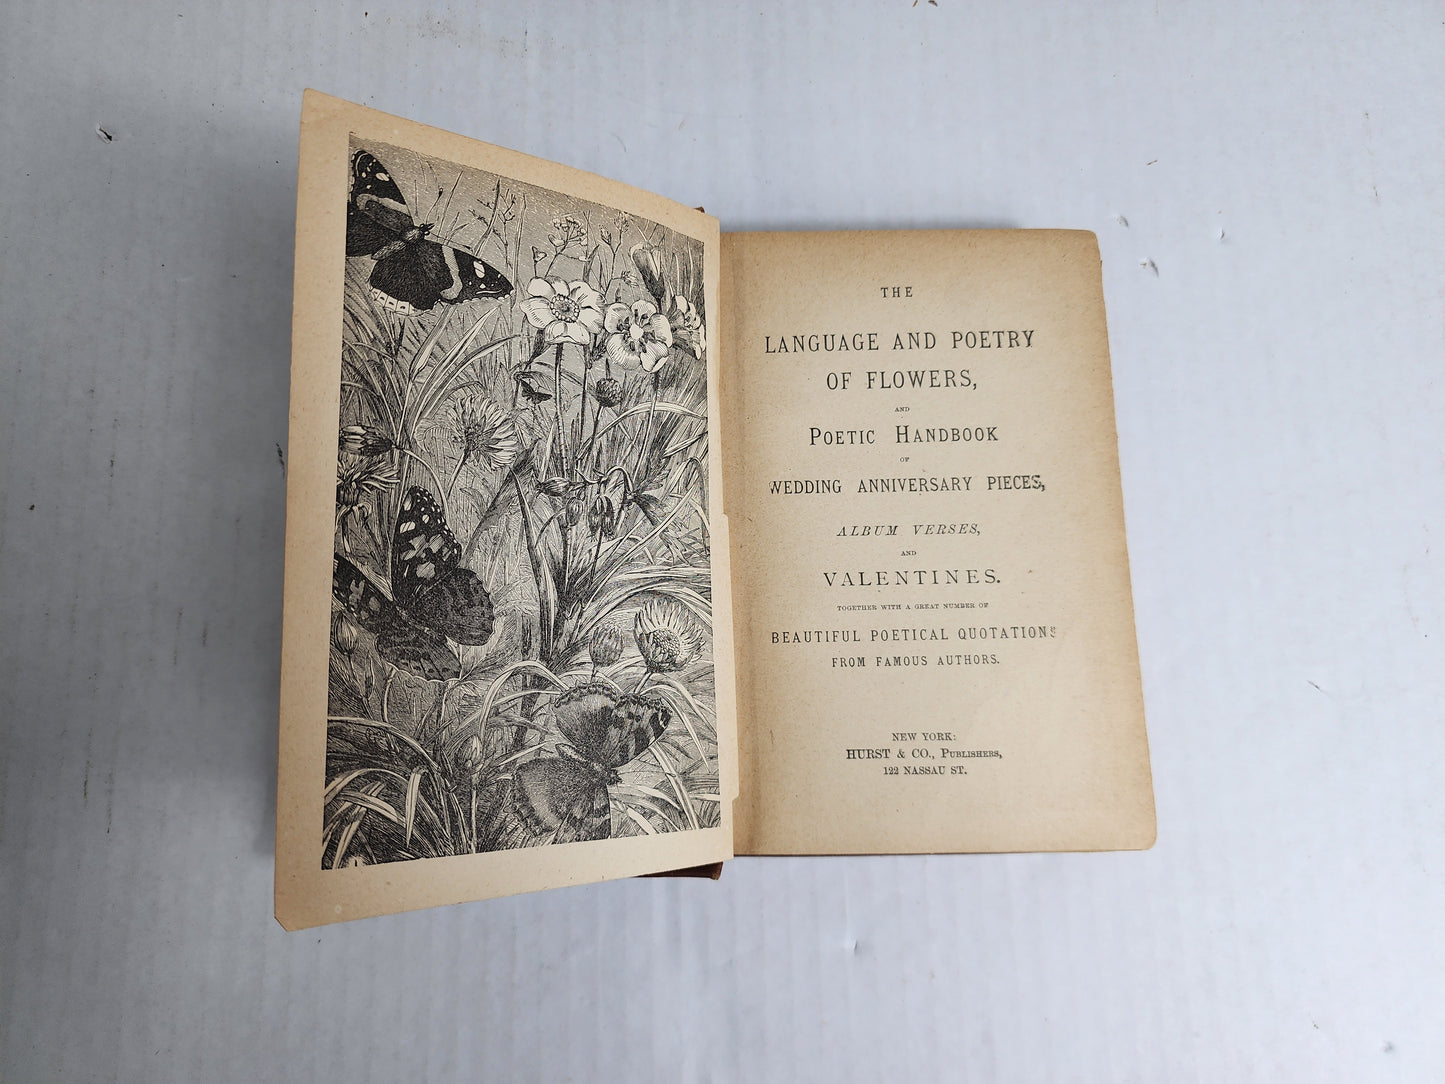 THE
LANGUAGE AND POETRY
OF FLOWERS,
AND
POETIC HANDBOOK
OF
WEDDING ANNIVERSARY PIECES,
ALBUM VERSES,
AND
VALENTINES.
TOGETHER WITH A GREAT NUMBER OF
BEAUTIFUL POETICAL QUOTATIONS
FROM FAMOUS AUTHORS.
NEW YORK:
HURST & CO., PUBLISHERS,
122 NASSAU ST.